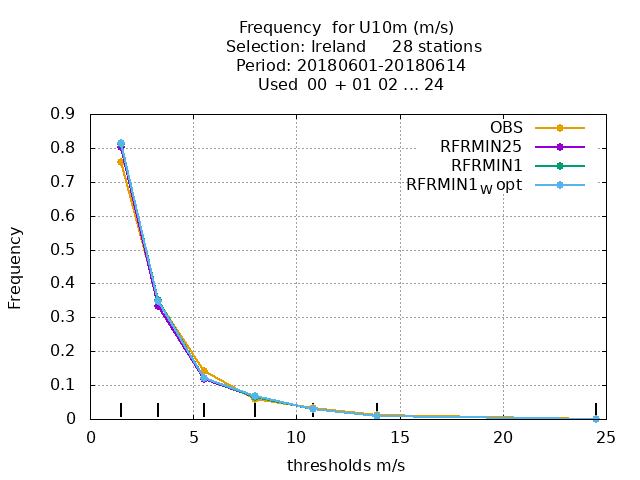 Frequency  for U10m (m/s)
Selection: Ireland     28 stations
Period: 20180601-20180614
Used  00  + 01 02 ... 24
OBS
RFRMIN25
RFRMIN1
RFRMIN1w opt
Frequency
0.9
0.8
0.7
0.6
0.5
0.4
0.3
0.2
0.1
0
0 5 10 15 20 25
thresholds m/s